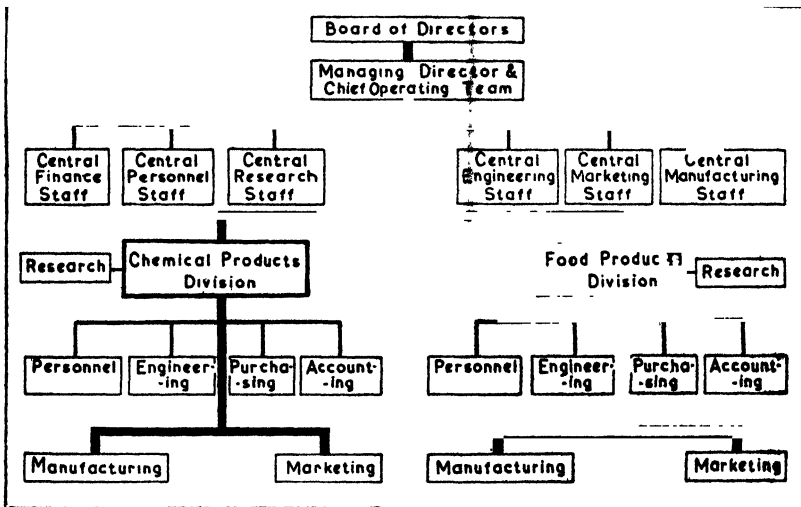 Board of Directors
Managing Director &
Chief Operating Team
Central
Finance
Staff
Central
Personnel
Staff
Central
Research
Staff
Central
Engineering
Staff
Central
Marketing
Staff
Central
Manufacturing
Staff
Research
Chemical Products
Division
Food Product
Division
Research
Personnel
Engineer-
-ing
Purcha-
-sing
Account-
-ing
Personnel
Engineer-
-ing
Purcha-
-sing
Account-
-ing
Manufacturing
Marketing
Manufacturing
Marketing